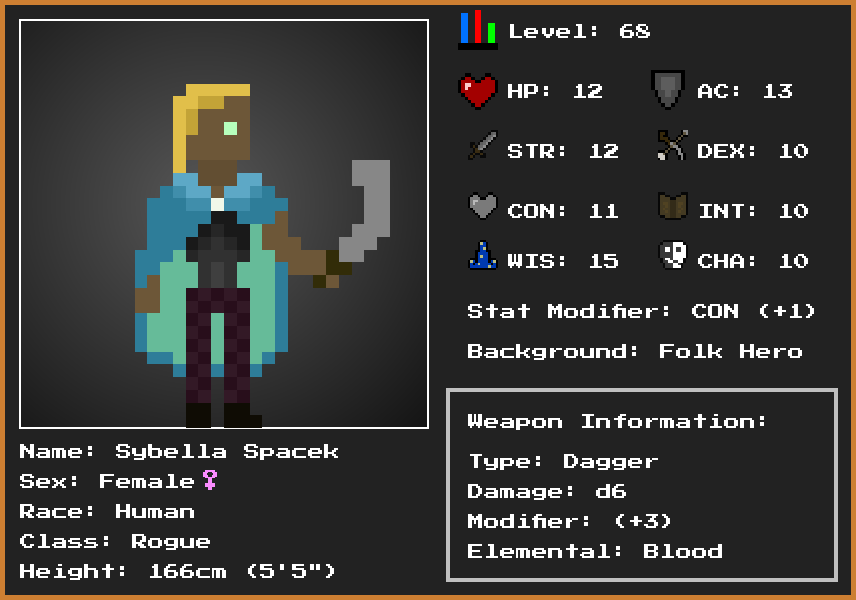 Level: 68
HP: 12
AC: 13
STR: 12
DEX: 10
CON: 11
INT: 10
WIS: 15
CHA: 10
Stat Modifier: CON (+1)
Background: Folk Hero
Weapon Information:
Type: Dagger
Damage: d6
Modifier: (+3)
Elemental: Blood
Name: Sybella Spacek
Sex: Female♀
Race: Human
Class: Rogue
Height: 166cm (5'5")